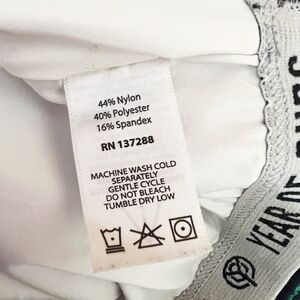 44% Nylon
40% Polyester
16% Spandex
RN 137288
MACHINE WASH COLD
SEPARATELY
GENTLE CYCLE
DO NOT BLEACH
TUMBLE DRY LOW
YEAR OF OURS